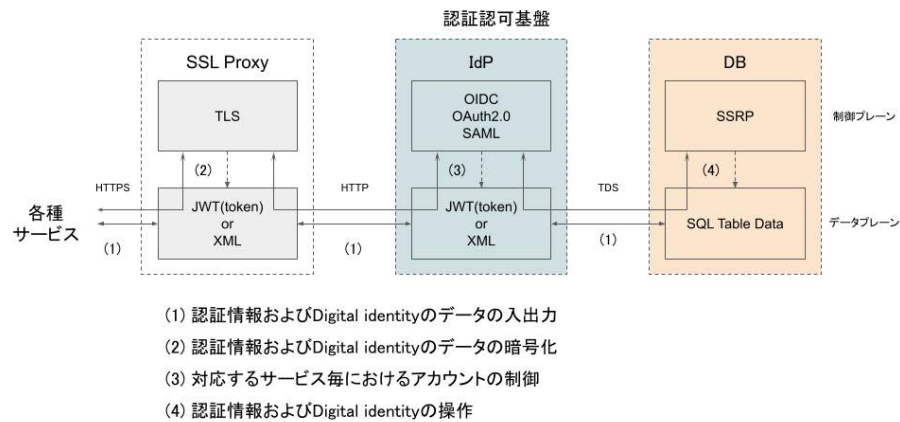 認証認可基盤
SSL Proxy
IdP
DB
TLS
OIDC
OAuth2.0
SAML
SSRP
制御プレーン
(2)
(3)
(4)
HTTPS
HTTP
TDS
各種
サービス
JWT(token)
or
XML
JWT(token)
or
XML
SQL Table Data
データプレーン
(1)
(1)
(1)
(1) 認証情報およびDigital identityのデータの入出力
(2) 認証情報およびDigital identityのデータの暗号化
(3) 対応するサービス毎におけるアカウントの制御
(4) 認証情報およびDigital identityの操作